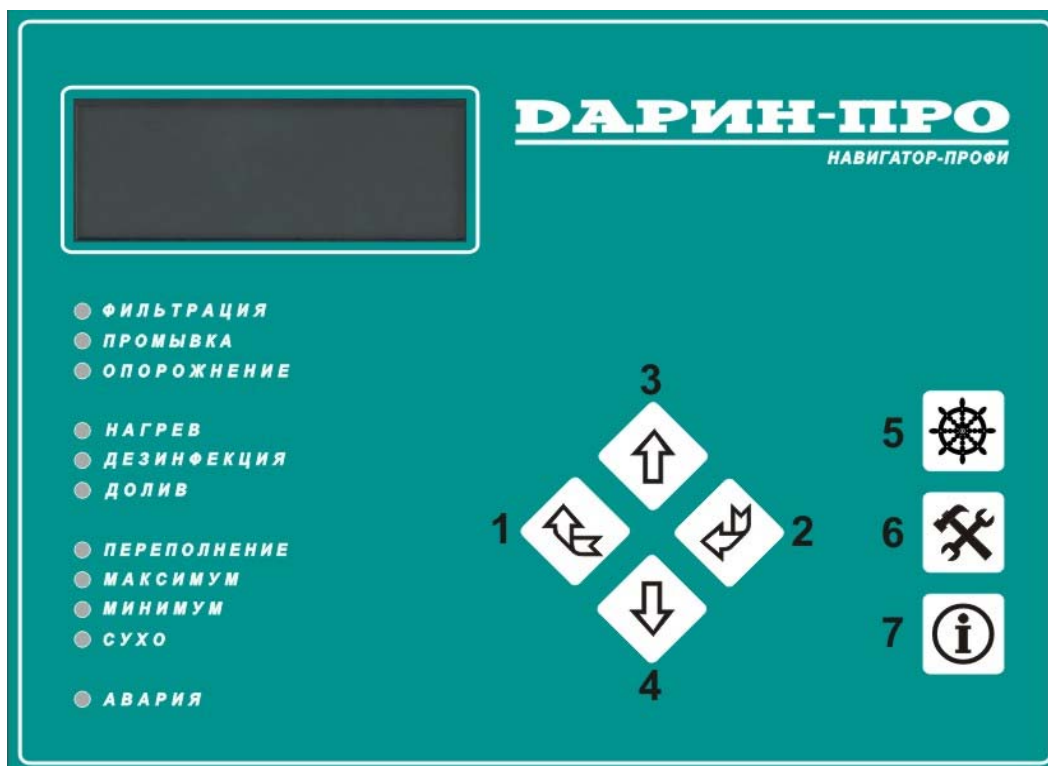 ДАРИН-ПРО
НАВИГАТОР-ПРОФИ
ФИЛЬТРАЦИЯ
ПРОМЫВКА
ОПОРОЖНЕНИЕ
НАГРЕВ
ДЕЗИНФЕКЦИЯ
ДОЛИВ
ПЕРЕПОЛНЕНИЕ
МАКСИМУМ
МИНИМУМ
СУХО
АВАРИЯ
3
1
2
4
5
6
7